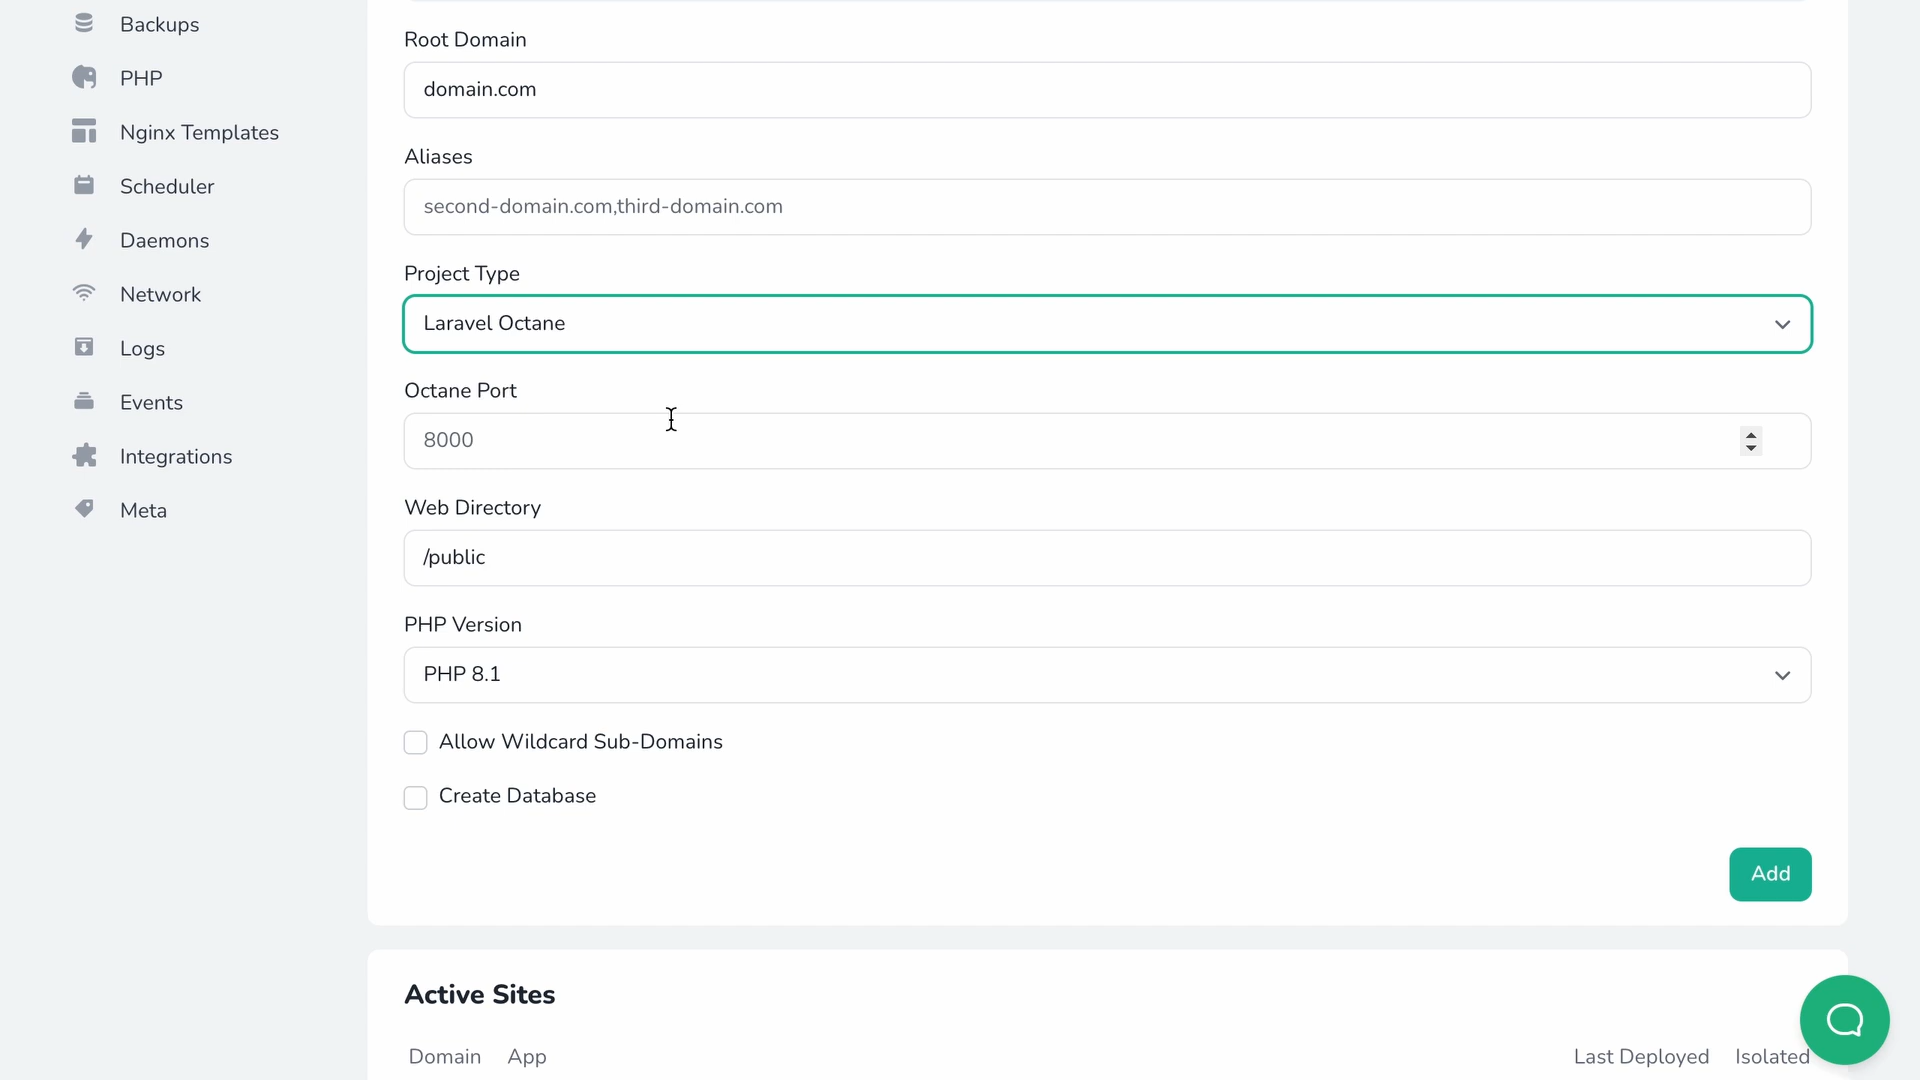 Backups
PHP
Nginx Templates
Scheduler
Daemons
Network
Logs
Events
Integrations
Meta
Root Domain
domain.com
Aliases
second-domain.com,third-domain.com
Project Type
Laravel Octane
Octane Port
8000
Web Directory
/public
PHP Version
PHP 8.1
Allow Wildcard Sub-Domains
Create Database
Add
Active Sites
Domain App Last Deployed Isolated